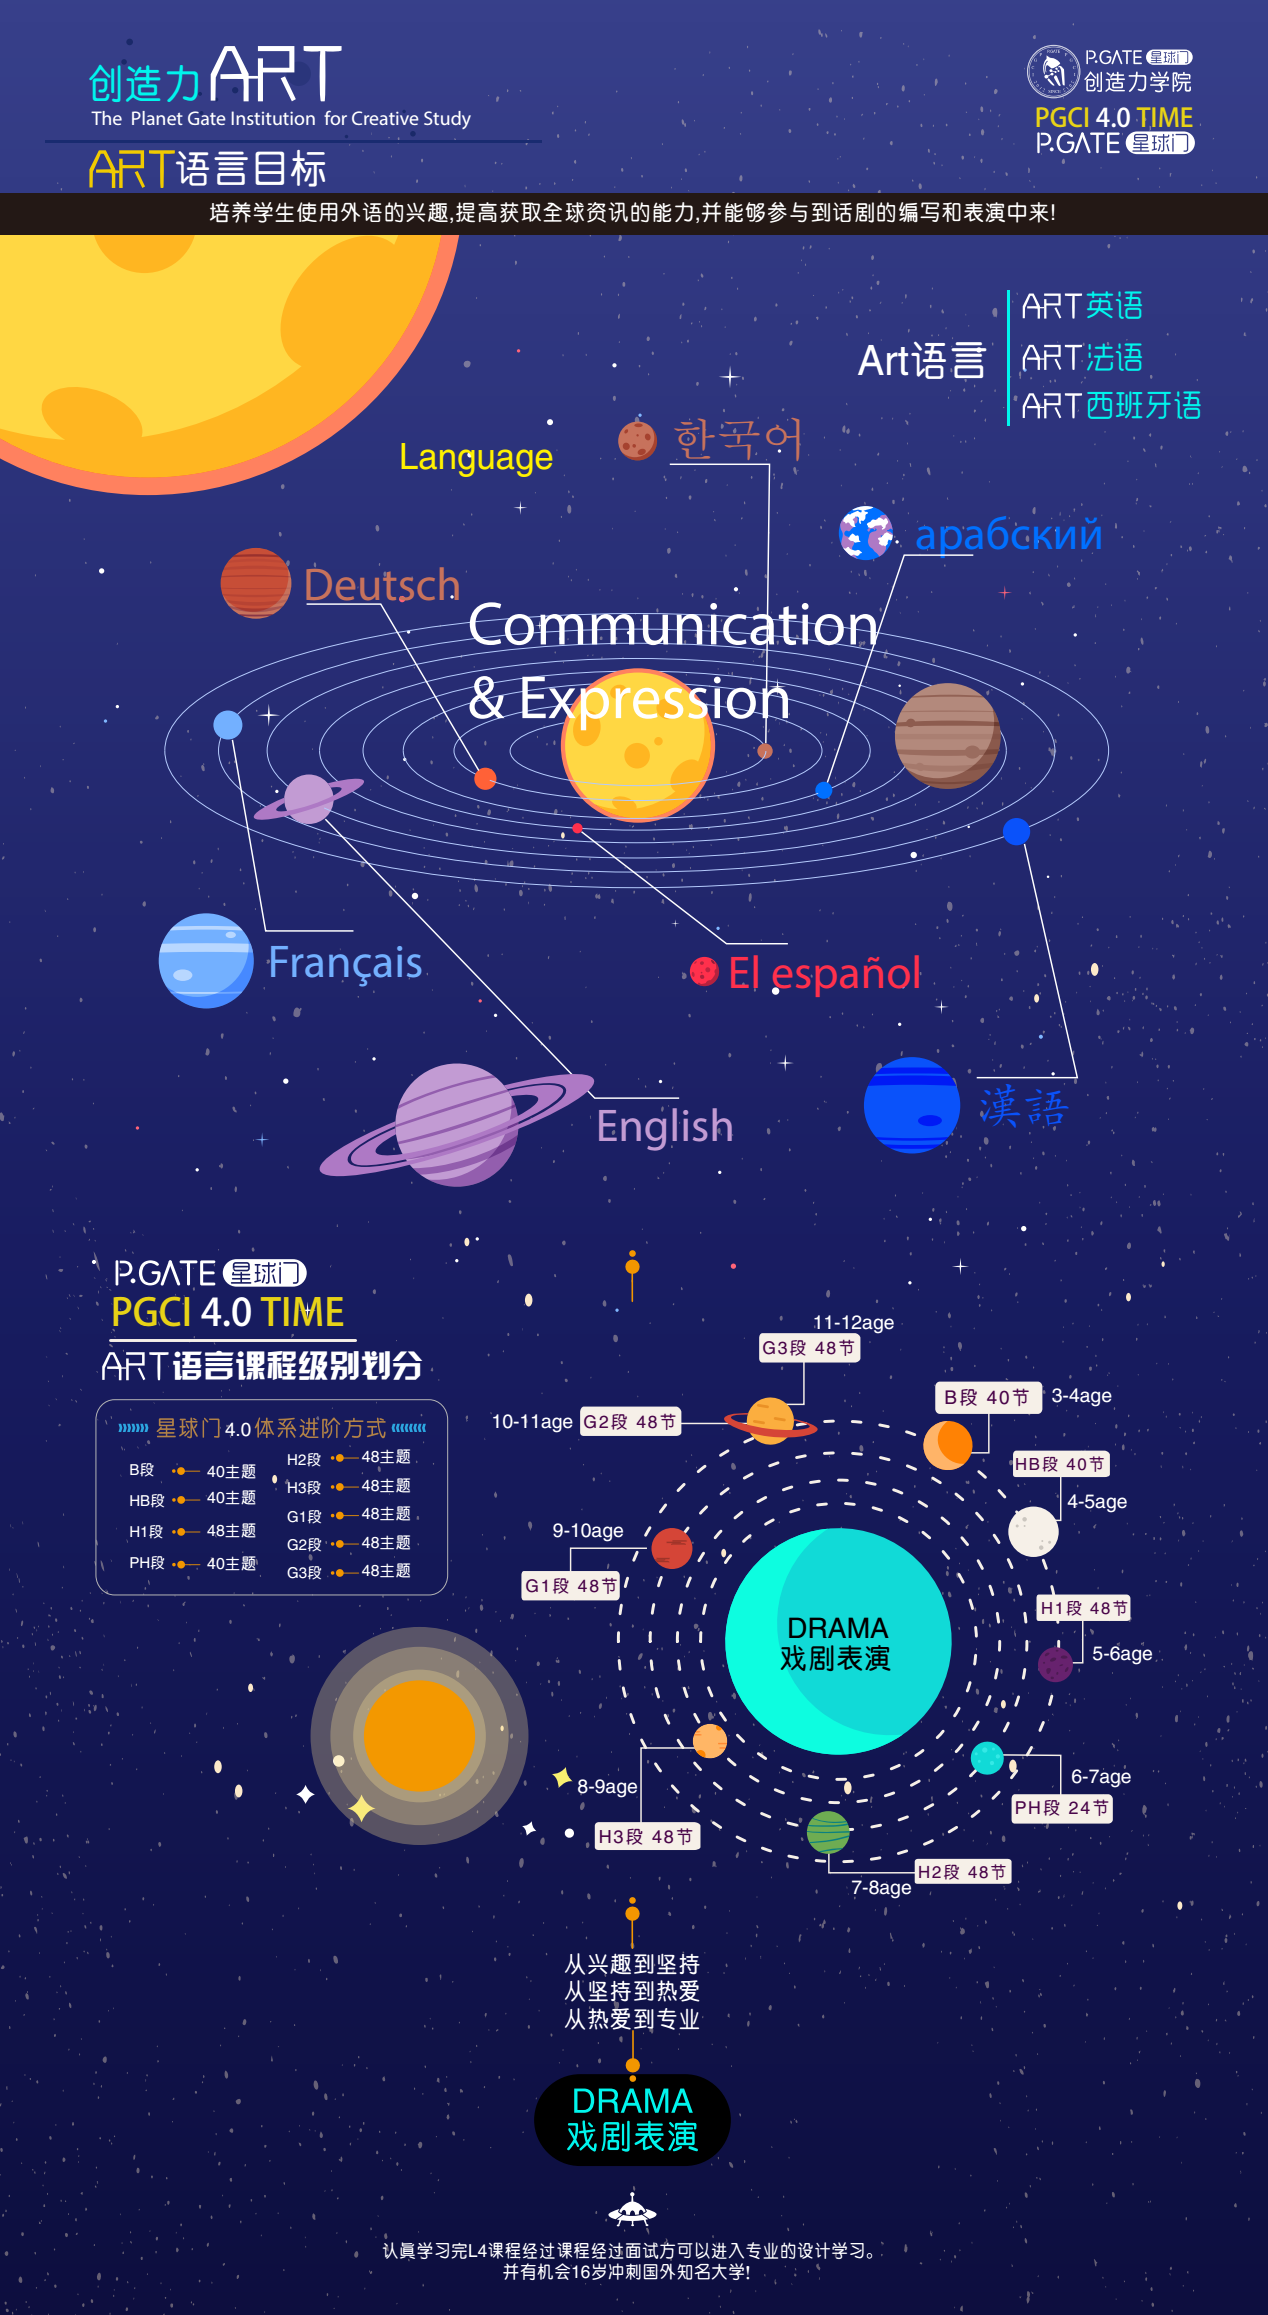 创造力ART
The Planet Gate Institution for Creative Study
ART语言目标
P.GATE 星球门
创造力学院
PGCI 4.0 TIME
P.GATE 星球门
培养学生使用外语的兴趣,提高获取全球资讯的能力,并能够参与到话剧的编写和表演中来!
Art语言
ART英语
ART法语
ART西班牙语
한국어
Language
арабский
Deutsch
Communication
& Expression
Français
El español
English
漢語
P.GATE 星球门
PGCI 4.0 TIME
ART语言课程级别划分
星球门4.0体系进阶方式
B段 40主题
HB段 40主题
H1段 48主题
PH段 40主题
H2段 48主题
H3段 48主题
G1段 48主题
G2段 48主题
G3段 48主题
11-12age
G3段 48节
B段 40节 3-4age
10-11age G2段 48节
HB段 40节
4-5age
9-10age
G1段 48节
H1段 48节
5-6age
DRAMA
戏剧表演
6-7age
PH段 24节
8-9age
H3段 48节
H2段 48节
7-8age
从兴趣到坚持
从坚持到热爱
从热爱到专业
DRAMA
戏剧表演
认真学习完L4课程经过课程经过面试方可以进入专业的设计学习。
并有机会16岁冲刺国外知名大学!